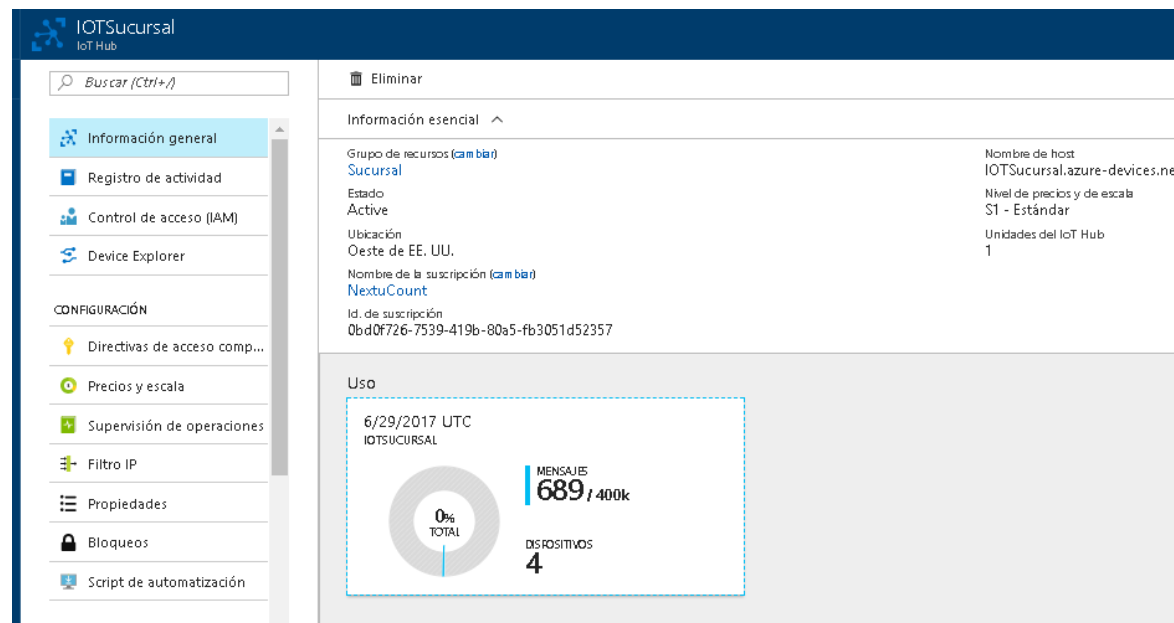 IOTSucursal
IoT Hub
Buscar (Ctrl+/)
Información general
Registro de actividad
Control de acceso (IAM)
Device Explorer
CONFIGURACIÓN
Directivas de acceso comp...
Precios y escala
Supervisión de operaciones
Filtro IP
Propiedades
Bloqueos
Script de automatización
Eliminar
Información esencial
Grupo de recursos (cambiar)
Sucursal
Estado
Active
Ubicación
Oeste de EE. UU.
Nombre de la suscripción (cambiar)
NextuCount
Id. de suscripción
0bd0f726-7539-419b-80a5-fb3051d52357
Nombre de host
IOTSucursal.azure-devices.ne
Nivel de precios y de escala
S1 - Estándar
Unidades del IoT Hub
1
Uso
6/29/2017 UTC
IOTSUCURSAL
0%
TOTAL
MENSAJES
689 / 400k
DISPOSITIVOS
4